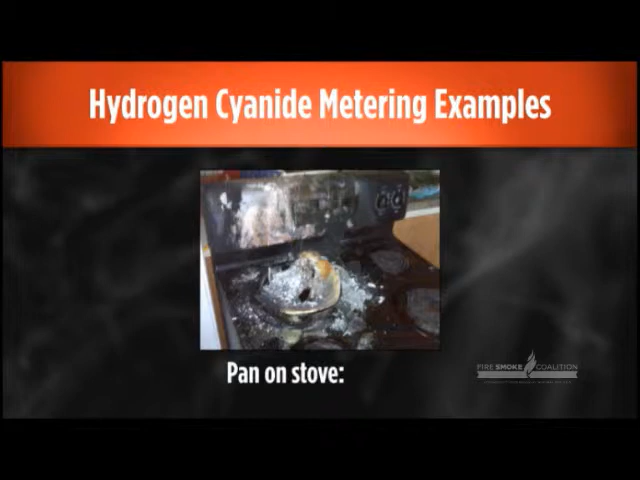 Hydrogen Cyanide Metering Examples
Pan on stove:
FIRE SMOKE COALITION